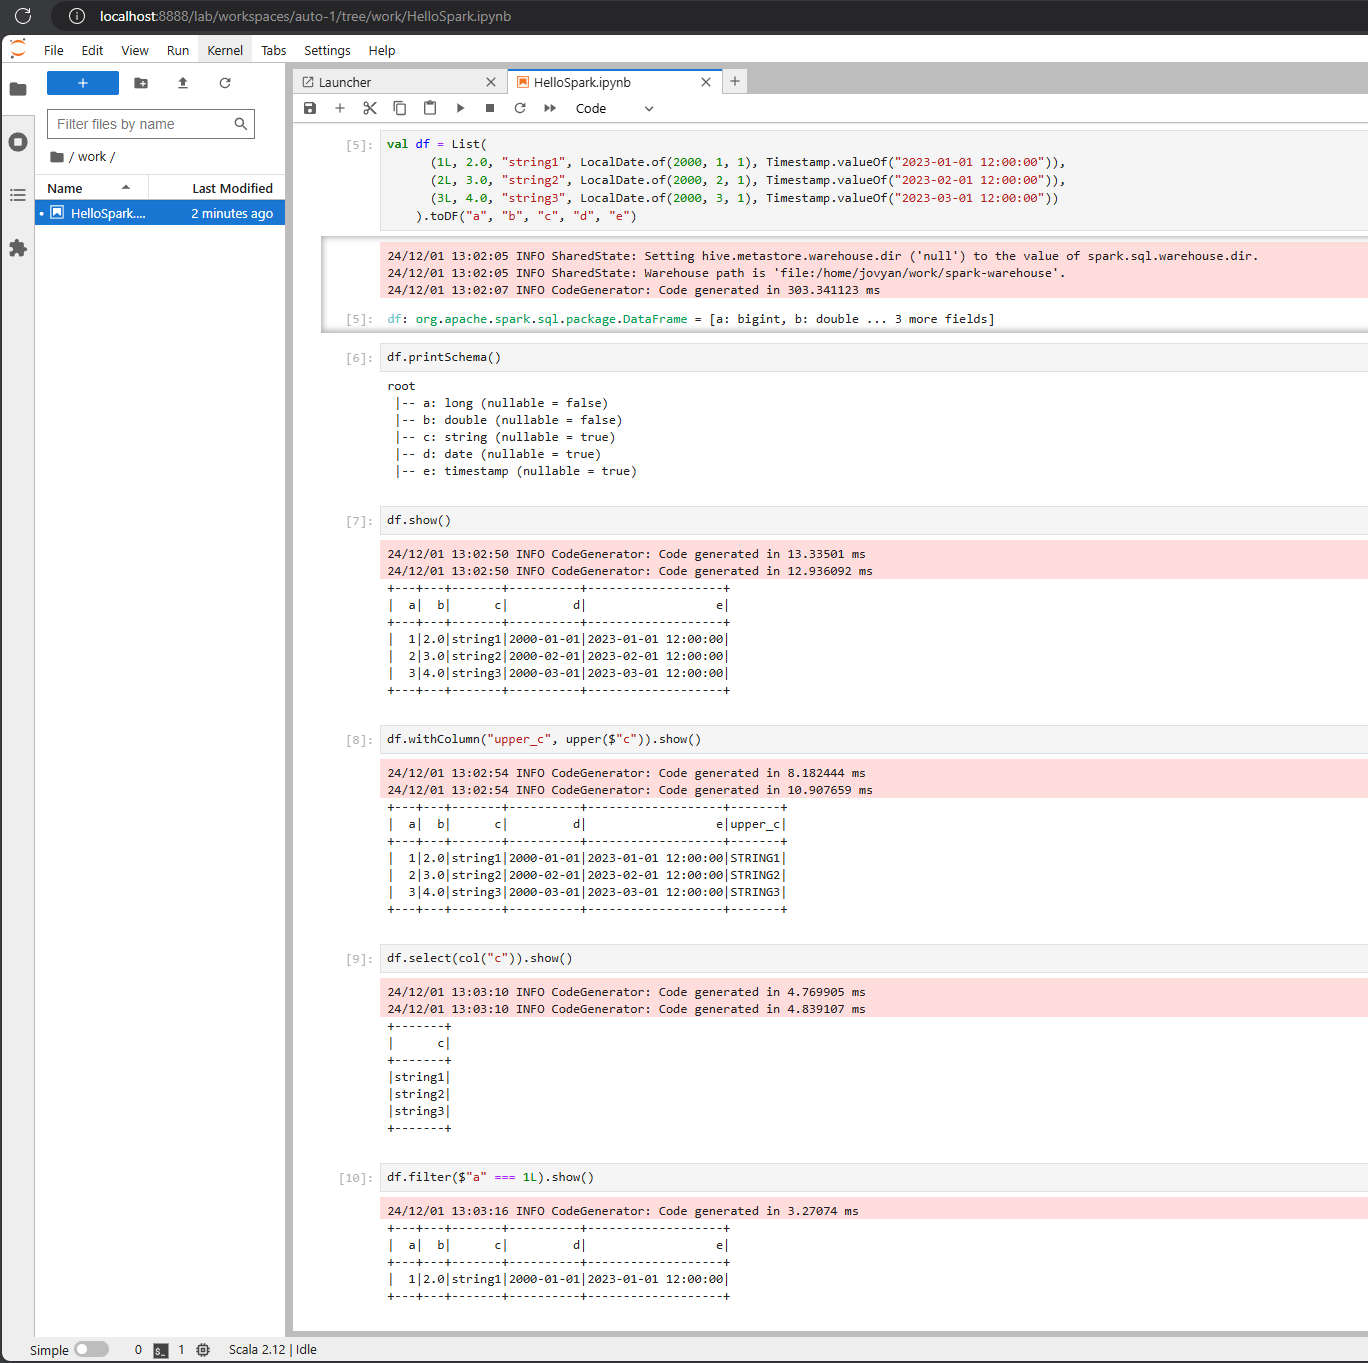 localhost:8888/lab/workspaces/auto-1/tree/work/HelloSpark.ipynb
File Edit View Run Kernel Tabs Settings Help
Launcher
HelloSpark.ipynb
Code
Filter files by name
/ work /
Name Last Modified
HelloSpark.... 2 minutes ago
[5]: val df = List(
(1L, 2.0, "string1", LocalDate.of(2000, 1, 1), Timestamp.valueOf("2023-01-01 12:00:00")),
(2L, 3.0, "string2", LocalDate.of(2000, 2, 1), Timestamp.valueOf("2023-02-01 12:00:00")),
(3L, 4.0, "string3", LocalDate.of(2000, 3, 1), Timestamp.valueOf("2023-03-01 12:00:00"))
).toDF("a", "b", "c", "d", "e")
24/12/01 13:02:05 INFO SharedState: Setting hive.metastore.warehouse.dir ('null') to the value of spark.sql.warehouse.dir.
24/12/01 13:02:05 INFO SharedState: Warehouse path is 'file:/home/jovyan/work/spark-warehouse'.
24/12/01 13:02:07 INFO CodeGenerator: Code generated in 303.341123 ms
[5]: df: org.apache.spark.sql.package.DataFrame = [a: bigint, b: double ... 3 more fields]
[6]: df.printSchema()
root
 |-- a: long (nullable = false)
 |-- b: double (nullable = false)
 |-- c: string (nullable = true)
 |-- d: date (nullable = true)
 |-- e: timestamp (nullable = true)
[7]: df.show()
24/12/01 13:02:50 INFO CodeGenerator: Code generated in 13.33501 ms
24/12/01 13:02:50 INFO CodeGenerator: Code generated in 12.936092 ms
+---+---+-------+----------+-------------------+
|  a|  b|      c|         d|                  e|
+---+---+-------+----------+-------------------+
|  1|2.0|string1|2000-01-01|2023-01-01 12:00:00|
|  2|3.0|string2|2000-02-01|2023-02-01 12:00:00|
|  3|4.0|string3|2000-03-01|2023-03-01 12:00:00|
+---+---+-------+----------+-------------------+
[8]: df.withColumn("upper_c", upper($"c")).show()
24/12/01 13:02:54 INFO CodeGenerator: Code generated in 8.182444 ms
24/12/01 13:02:54 INFO CodeGenerator: Code generated in 10.907659 ms
+---+---+-------+----------+-------------------+-------+
|  a|  b|      c|         d|                  e|upper_c|
+---+---+-------+----------+-------------------+-------+
|  1|2.0|string1|2000-01-01|2023-01-01 12:00:00|STRING1|
|  2|3.0|string2|2000-02-01|2023-02-01 12:00:00|STRING2|
|  3|4.0|string3|2000-03-01|2023-03-01 12:00:00|STRING3|
+---+---+-------+----------+-------------------+-------+
[9]: df.select(col("c")).show()
24/12/01 13:03:10 INFO CodeGenerator: Code generated in 4.769905 ms
24/12/01 13:03:10 INFO CodeGenerator: Code generated in 4.839107 ms
+-------+
|      c|
+-------+
|string1|
|string2|
|string3|
+-------+
[10]: df.filter($"a" === 1L).show()
24/12/01 13:03:16 INFO CodeGenerator: Code generated in 3.27074 ms
+---+---+-------+----------+-------------------+
|  a|  b|      c|         d|                  e|
+---+---+-------+----------+-------------------+
|  1|2.0|string1|2000-01-01|2023-01-01 12:00:00|
+---+---+-------+----------+-------------------+
Simple 0 1 Scala 2.12 | Idle